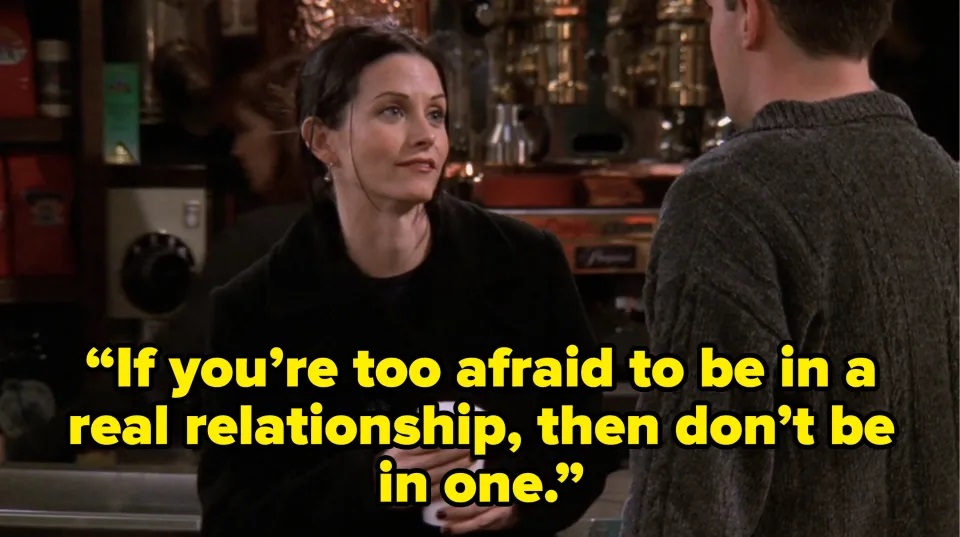 “If you’re too afraid to be in a
real relationship, then don’t be
in one.”